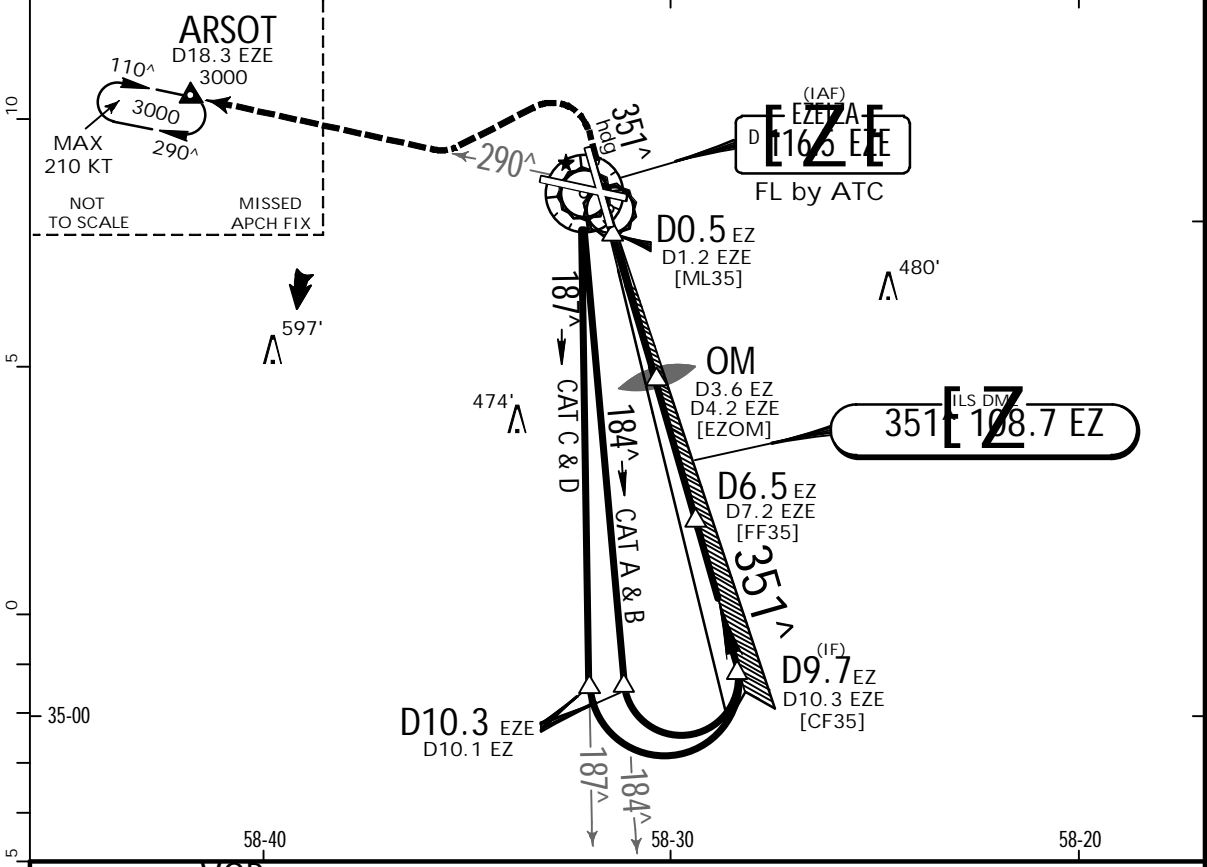 ARSOT
D18.3 EZE
3000
110^
3000
290^
MAX
210 KT
NOT
TO SCALE
MISSED
APCH FIX
290^
351^
hdg
(IAF)
EZEIZA
D 116.5 EZE
FL by ATC
D0.5 EZ
D1.2 EZE
[ML35]
480'
597'
474'
187^
CAT C & D
184^
CAT A & B
OM
D3.6 EZ
D4.2 EZE
[EZOM]
ILS DME
351^ 108.7 EZ
D6.5 EZ
D7.2 EZE
[FF35]
351^
(IF)
D9.7 EZ
D10.3 EZE
[CF35]
D10.3 EZE
D10.1 EZ
187^
184^
10
5
0
5
35-00
58-40
58-30
58-20